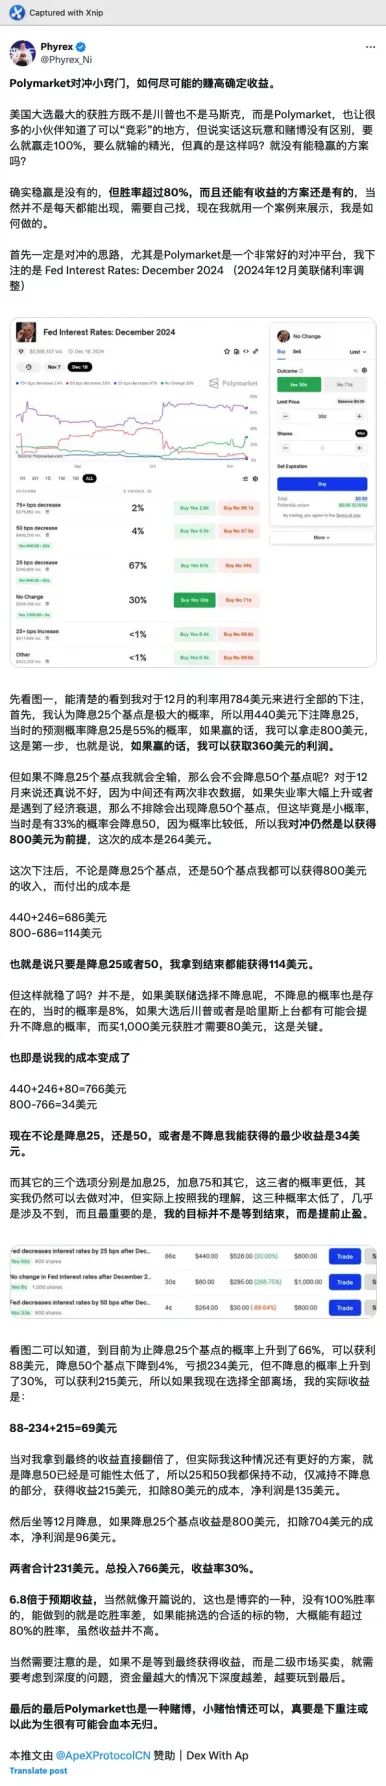 Captured with Xnip
Phyrex
@Phyrex_Ni
Polymarket对冲小窍门，如何尽可能的赚高确定收益。
美国大选最大的获胜方既不是川普也不是马斯克，而是Polymarket，也让很
多的小伙伴知道了可以“竞彩”的地方，但说实话这玩意和赌博没有区别，要
么就赢走100%，要么就输的精光，但真的是这样吗？就没有能稳赢的方案
吗？
确实稳赢是没有的，但胜率超过80%，而且还能有收益的方案还是有的，当
然并不是每天都能出现，需要自己找，现在我就用一个案例来展示，我是如
何做的。
首先一定是对冲的思路，尤其是Polymarket是一个非常好的对冲平台，我下
注的是 Fed Interest Rates: December 2024 （2024年12月美联储利率调
整）
Fed Interest Rates: December 2024
Dec 18, 2024
Nov 7
Dec 18
Polymarket
Sep
Oct
Nov
1H 6H 1D 1W 1M ALL
OUTCOME % CHANCE
75+ bps decrease
2%
50 bps decrease
4%
25 bps decrease
67%
No Change
30%
Buy Yes 30¢
Buy No 71¢
25+ bps increase
<1%
Other
<1%
No Change
Buy Sell Limit
Outcome
Yes 30¢ No 71¢
Limit Price
Balance $0.00
30¢
Shares
Max
0
Set Expiration
Buy
Total $0.00
Potential return $0.00 (0.00%)
By trading, you agree to the Terms of Use.
More
先看图一，能清楚的看到我对于12月的利率用784美元来进行全部的下注，
首先，我认为降息25个基点是极大的概率，所以用440美元下注降息25，
当时的预测概率降息25是55%的概率，如果赢的话，我可以拿走800美元，
这是第一步，也就是说，如果赢的话，我可以获取360美元的利润。
但如果不降息25个基点我就会全输，那么会不会降息50个基点呢？对于12
月来说还真说不好，因为中间还有两次非农数据，如果失业率大幅上升或者
是遇到了经济衰退，那么不排除会出现降息50个基点，但这毕竟是小概率，
当时是有33%的概率会降息50，因为概率比较低，所以我对冲仍然是以获得
800美元为前提，这次的成本是264美元。
这次下注后，不论是降息25个基点，还是50个基点我都可以获得800美元
的收入，而付出的成本是
440+246=686美元
800-686=114美元
也就是说只要是降息25或者50，我拿到结束都能获得114美元。
但这样就稳了吗？并不是，如果美联储选择不降息呢，不降息的概率也是存
在的，当时的概率是8%，如果大选后川普或者是哈里斯上台都有可能会提
升不降息的概率，而买1,000美元获胜才需要80美元，这是关键。
也即是说我的成本变成了
440+246+80=766美元
800-766=34美元
现在不论是降息25，还是50，或者是不降息我能获得的最少收益是34美
元。
而其它的三个选项分别是加息25，加息75和其它，这三者的概率更低，其
实我仍然可以去做对冲，但实际上按照我的理解，这三种概率太低了，几乎
是涉及不到，而且最重要的是，我的目标并不是等到结束，而是提前止盈。
Fed decreases interest rates by 25 bps after Dec...
Yes 55¢ 800 shares
66¢ $440.00 $528.00 (20.00%) $800.00 Trade
No change in Fed interest rates after December 2...
Yes 8¢ 1,000 shares
30¢ $80.00 $295.00 (268.75%) $1,000.00 Trade
Fed decreases interest rates by 50 bps after Dec...
Yes 33¢ 800 shares
4¢ $264.00 $30.00 (-88.64%) $800.00 Trade
看图二可以知道，到目前为止降息25个基点的概率上升到了66%，可以获利
88美元，降息50个基点下降到4%，亏损234美元，但不降息的概率上升到
了30%，可以获利215美元，所以如果我现在选择全部离场，我的实际收益
是：
88-234+215=69美元
当对我拿到最终的收益直接翻倍了，但实际我这种情况还有更好的方案，就
是降息50已经是可能性太低了，所以25和50我都保持不动，仅减持不降息
的部分，获得收益215美元，扣除80美元的成本，净利润是135美元。
然后坐等12月降息，如果降息25个基点收益是800美元，扣除704美元的成
本，净利润是96美元。
两者合计231美元。总投入766美元，收益率30%。
6.8倍于预期收益，当然就像开篇说的，这也是博弈的一种，没有100%胜率
的，能做到的就是吃胜率差，如果能挑选的合适的标的物，大概能有超过
80%的胜率，虽然收益并不高。
当然需要注意的是，如果不是等到最终获得收益，而是二级市场买卖，就需
要考虑到深度的问题，资金量越大的情况下深度越差，越要玩到最后。
最后的最后Polymarket也是一种赌博，小赌怡情还可以，真要是下重注或
以此为生很有可能会血本无归。
本推文由 @ApeXProtocolCN 赞助｜Dex With Ap
Translate post